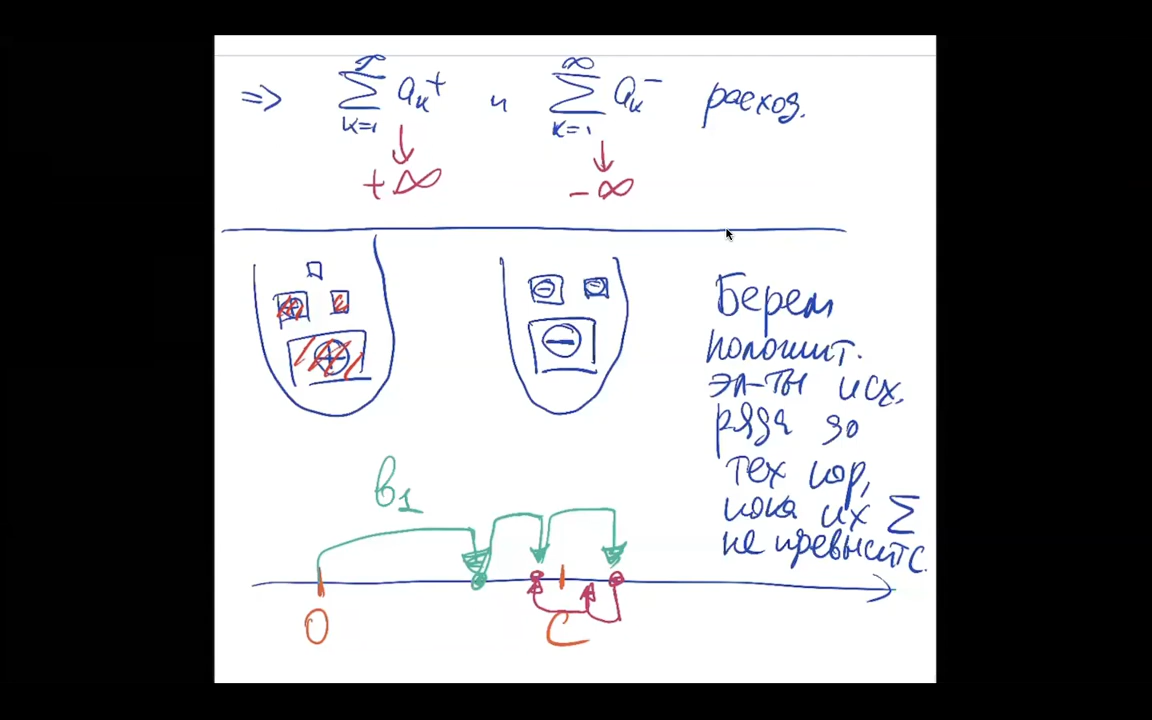 => ∑ k=1 ∞ aₖ⁺ и ∑ k=1 ∞ aₖ⁻ расход.
↓ +∞ ↓ -∞
Берем
положит.
эл-ты исх.
ряда до
тех пор,
пока их ∑
не превысит C.
b₁
0 C